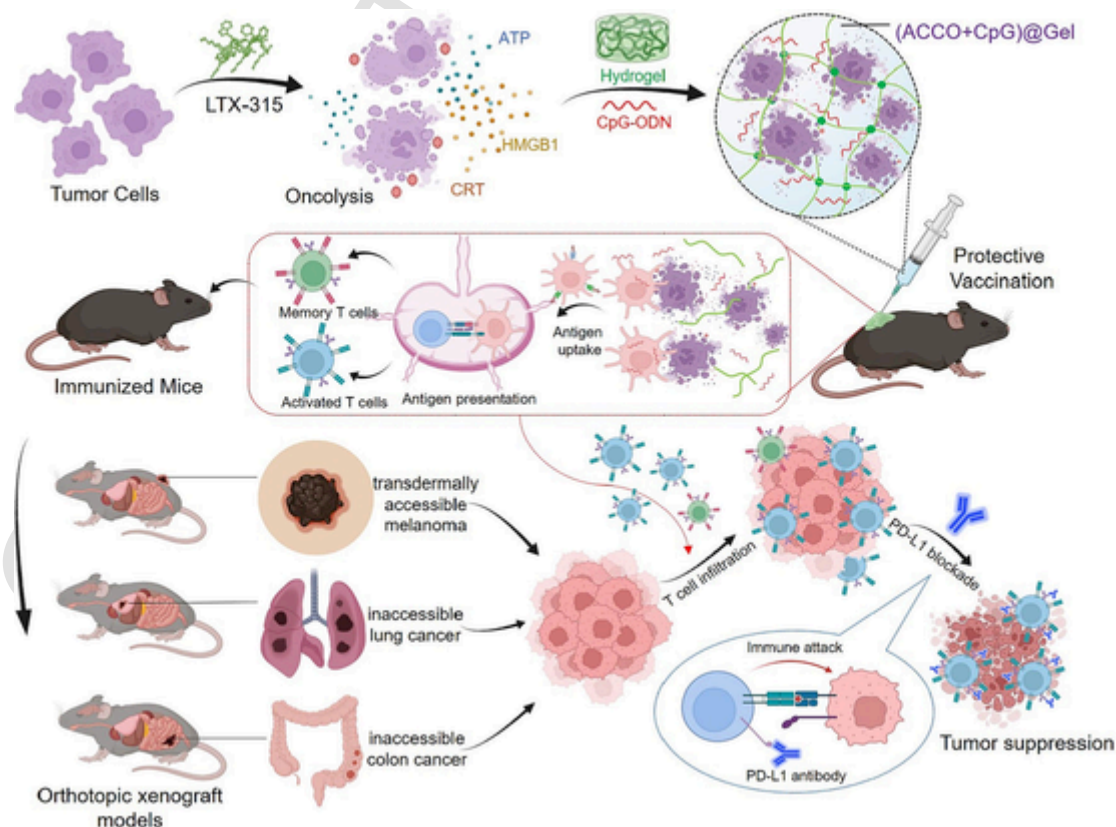 Tumor Cells
LTX-315
Oncolysis
ATP
HMGB1
CRT
Hydrogel
CpG-ODN
(ACCO+CpG)@Gel
Protective
Vaccination
Immunized Mice
Memory T cells
Activated T cells
Antigen presentation
Antigen
uptake
transdermally
accessible
melanoma
inaccessible
lung cancer
inaccessible
colon cancer
Orthotopic xenograft
models
T cell infiltration
PD-L1 blockade
Immune attack
PD-L1 antibody
Tumor suppression